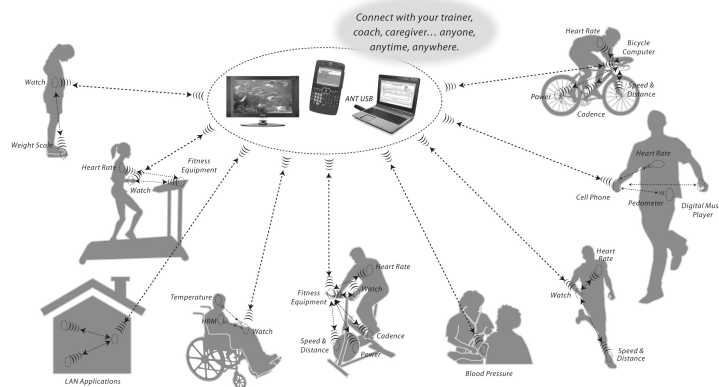 Connect with your trainer,
coach, caregiver... anyone,
anytime, anywhere.
Heart Rate
Bicycle
Computer
Watch
ANT USB
Power
Speed &
Distance
Cadence
Weight Scale
Heart Rate
Fitness
Equipment
Watch
Heart Rate
Cell Phone
Pedometer
Digital Mus
Player
Heart Rate
Heart
Rate
Temperature
Fitness
Equipment
Watch
Watch
HRM
Watch
Speed &
Distance
Cadence
Power
Speed &
Distance
Blood Pressure
LAN Applications